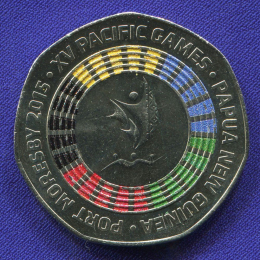 XV PACIFIC GAMES • PAPUA NEW GUINEA • PORT MORESBY 2015 •